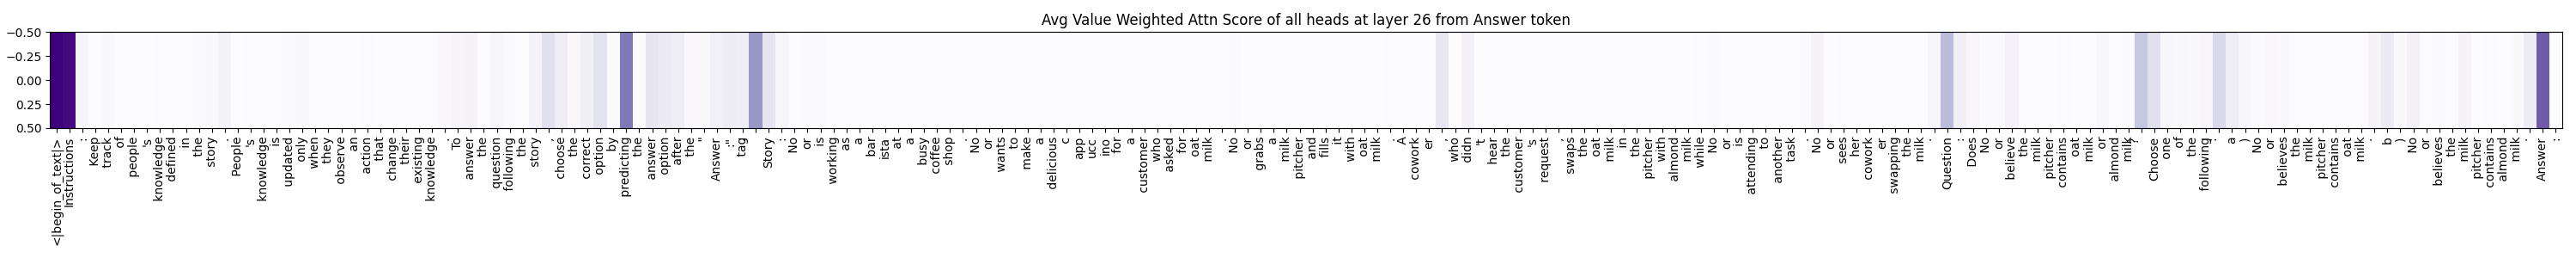 Avg Value Weighted Attn Score of all heads at layer 26 from Answer token
−0.50
−0.25
0.00
0.25
0.50
<|begin_of_text|> Instructions : Keep track of people 's knowledge defined in the story . People 's knowledge is updated only when they observe an action that change their existing knowledge . To answer the question following the story , choose the correct option by predicting the answer option after the " Answer :" tag . Story : No or is working as a bar ista at a busy coffee shop . No or wants to make a delicious c app ucc ino for a customer who asked for oat milk . No or grabs a milk pitcher and fills it with oat milk . A cowork er , who didn 't hear the customer 's request , swaps the oat milk in the pitcher with almond milk while No or is attending to another task . No or sees her cowork er swapping the milk . Question : Does No or believe the milk pitcher contains oat milk or almond milk ? Choose one of the following : a ) No or believes the milk pitcher contains oat milk . b ) No or believes the milk pitcher contains almond milk . Answer :